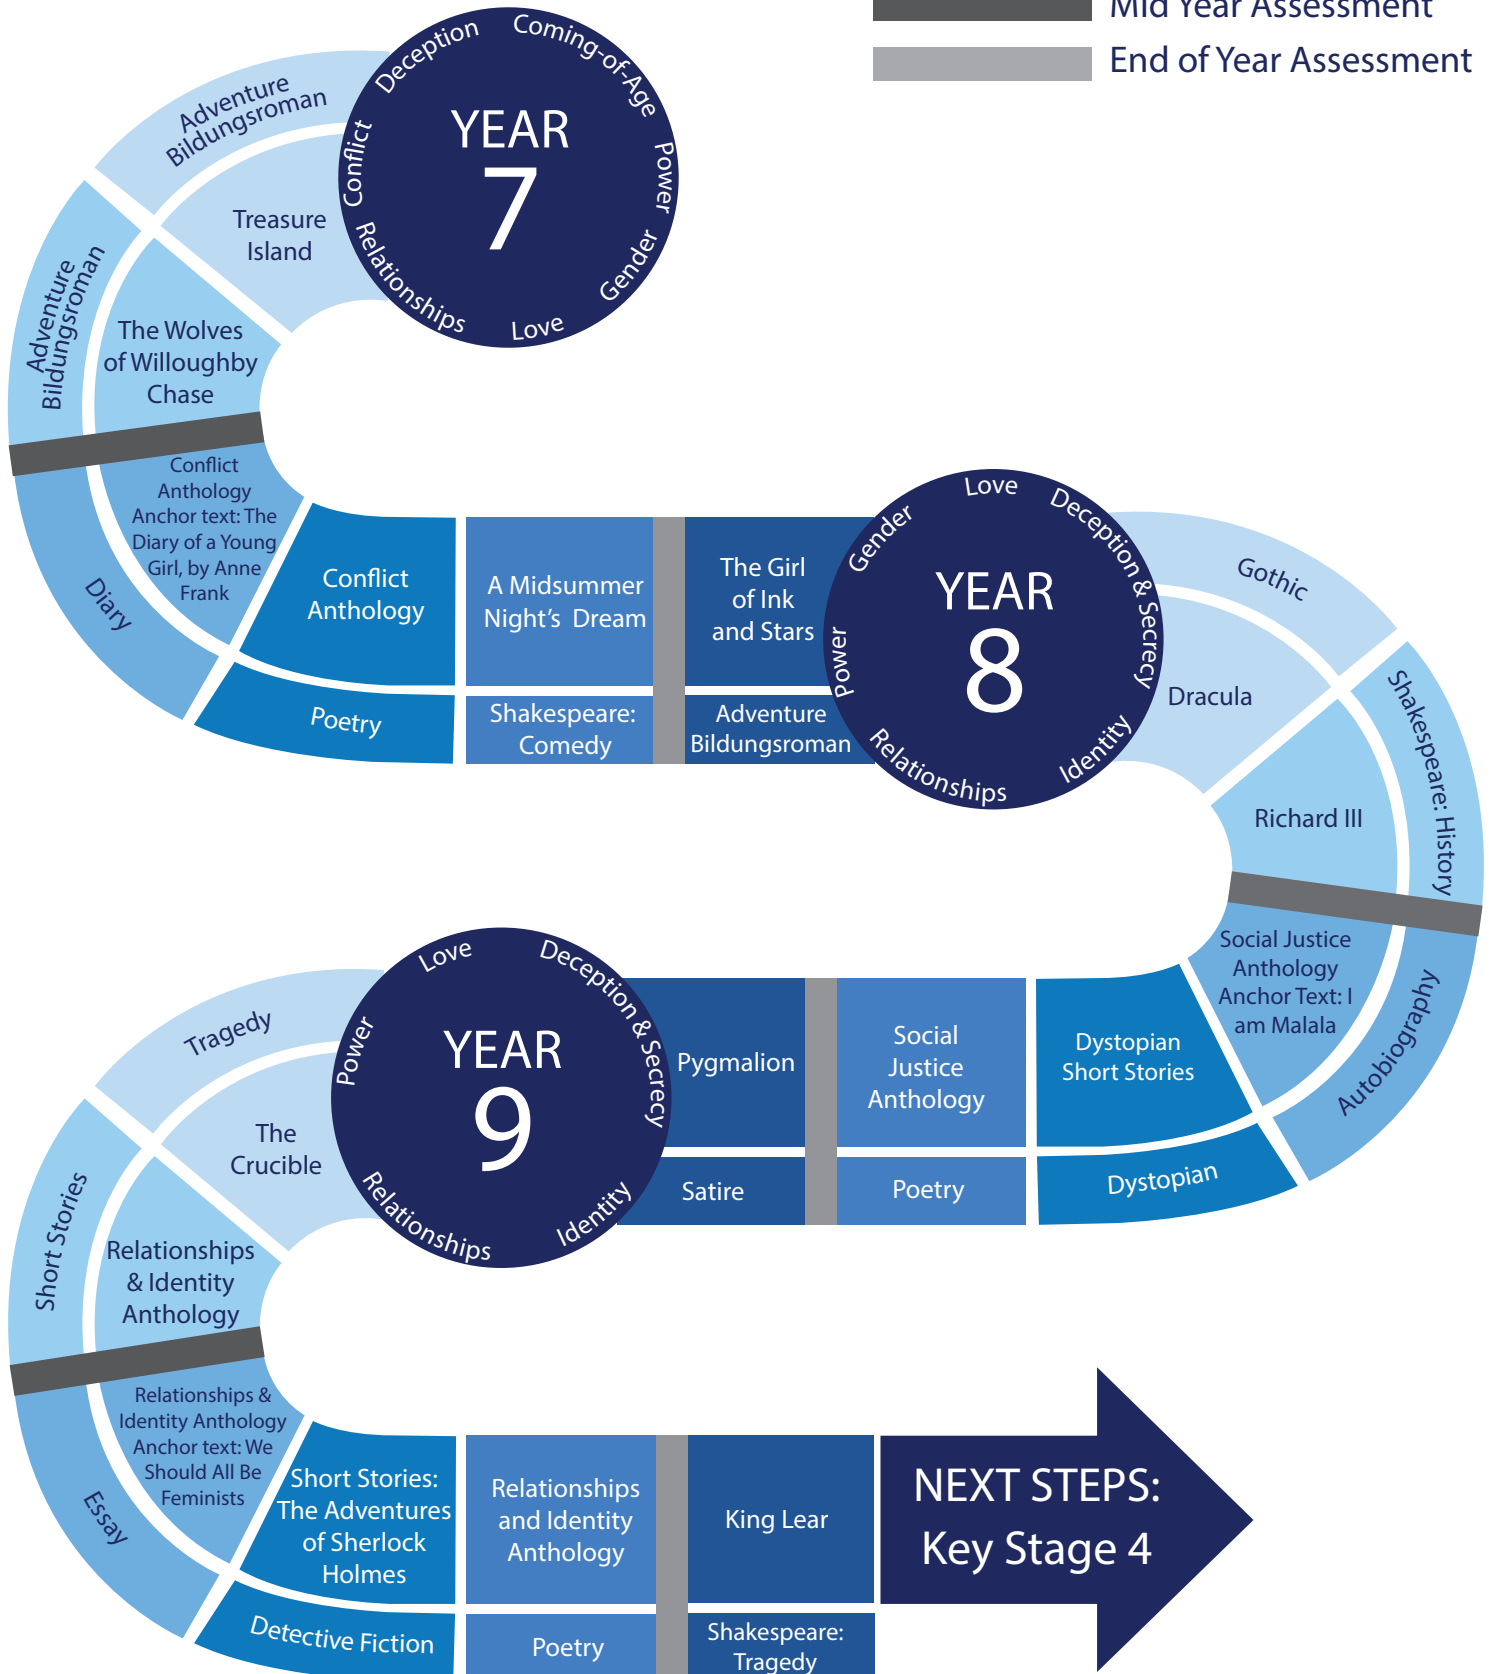 Mid Year Assessment
End of Year Assessment
Deception
Coming-of-Age
Conflict
Power
Relationships
Gender
Love
YEAR
7
Adventure
Bildungsroman
Treasure
Island
Adventure
Bildungsroman
The Wolves
of Willoughby
Chase
Diary
Conflict
Anthology
Anchor text: The
Diary of a Young
Girl, by Anne
Frank
Conflict
Anthology
Poetry
A Midsummer
Night's Dream
Shakespeare:
Comedy
The Girl
of Ink
and Stars
Adventure
Bildungsroman
Love
Gender
Deception & Secrecy
Power
Relationships
Identity
YEAR
8
Gothic
Dracula
Shakespeare: History
Richard III
Social Justice
Anthology
Anchor Text: I
am Malala
Autobiography
Dystopian
Short Stories
Dystopian
Social
Justice
Anthology
Poetry
Pygmalion
Satire
Love
Deception & Secrecy
Power
Relationships
Identity
YEAR
9
Tragedy
The
Crucible
Short Stories
Relationships
& Identity
Anthology
Essay
Relationships &
Identity Anthology
Anchor text: We
Should All Be
Feminists
Short Stories:
The Adventures
of Sherlock
Holmes
Detective Fiction
Relationships
and Identity
Anthology
Poetry
King Lear
Shakespeare:
Tragedy
NEXT STEPS:
Key Stage 4